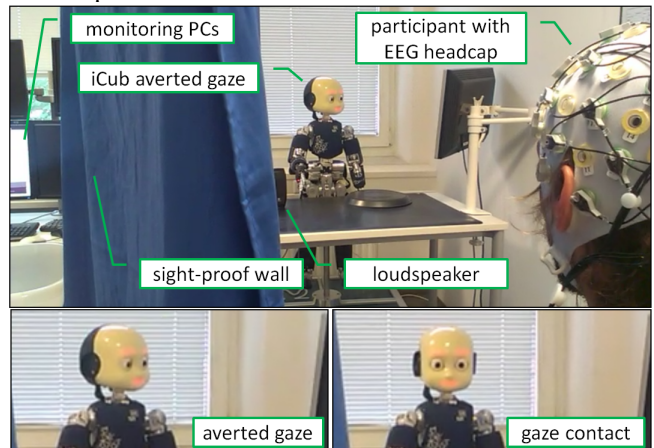 monitoring PCs
participant with
EEG headcap
iCub averted gaze
sight-proof wall
loudspeaker
averted gaze
gaze contact